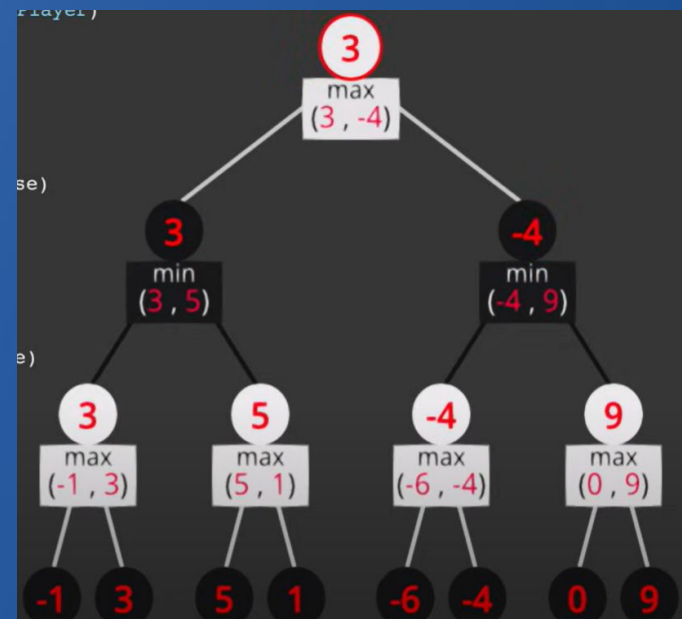 Player)
3
max
(3 , -4)
se)
3
-4
min
(3 , 5)
min
(-4 , 9)
e)
3
5
-4
9
max
(-1 , 3)
max
(5 , 1)
max
(-6 , -4)
max
(0 , 9)
-1 3 5 1 -6 -4 0 9